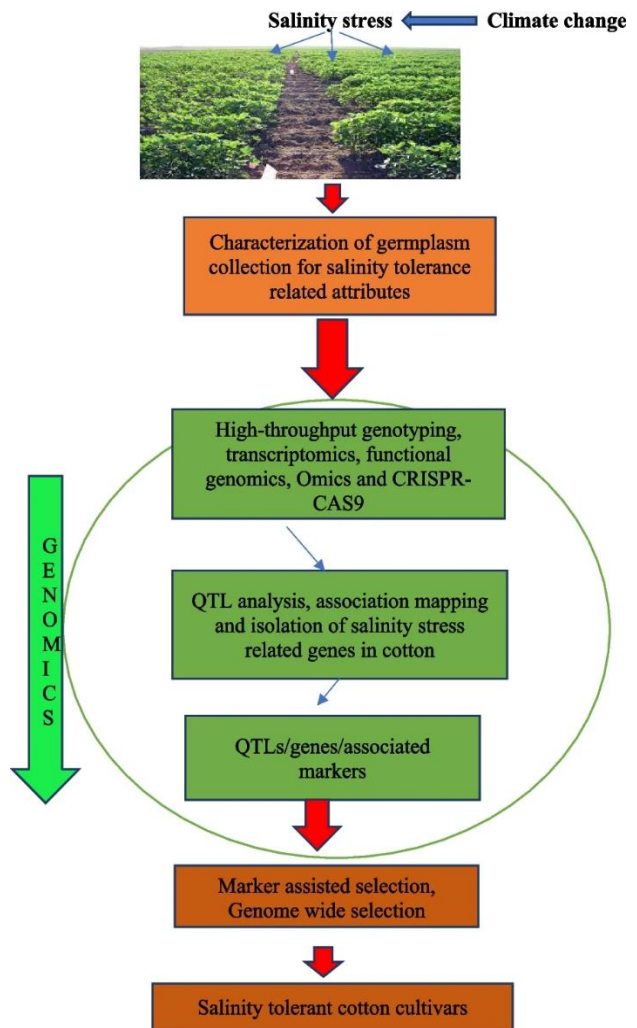 Salinity stress Climate change
Characterization of germplasm
collection for salinity tolerance
related attributes
High-throughput genotyping,
transcriptomics, functional
genomics, Omics and CRISPR-
CAS9
GENOMICS
QTL analysis, association mapping
and isolation of salinity stress
related genes in cotton
QTLs/genes/associated
markers
Marker assisted selection,
Genome wide selection
Salinity tolerant cotton cultivars